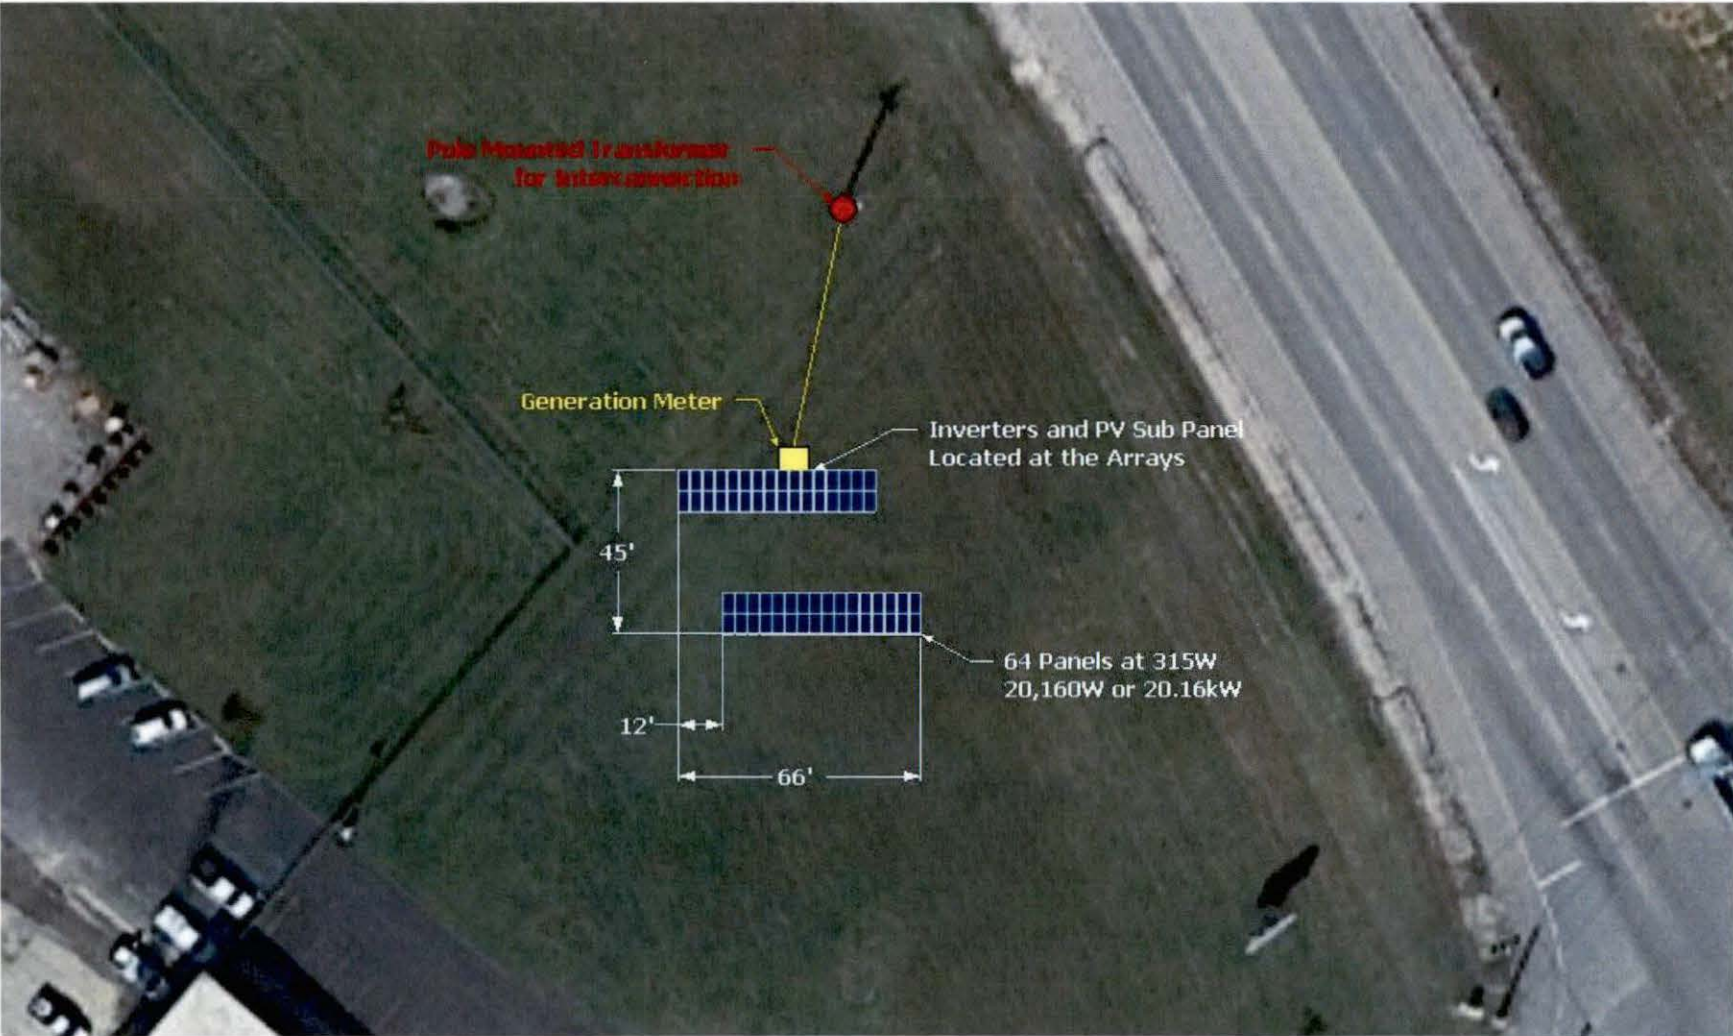 Pole Mounted Transformer
for Interconnection
Generation Meter
Inverters and PV Sub Panel
Located at the Arrays
45'
64 Panels at 315W
20,160W or 20.16kW
12'
66'